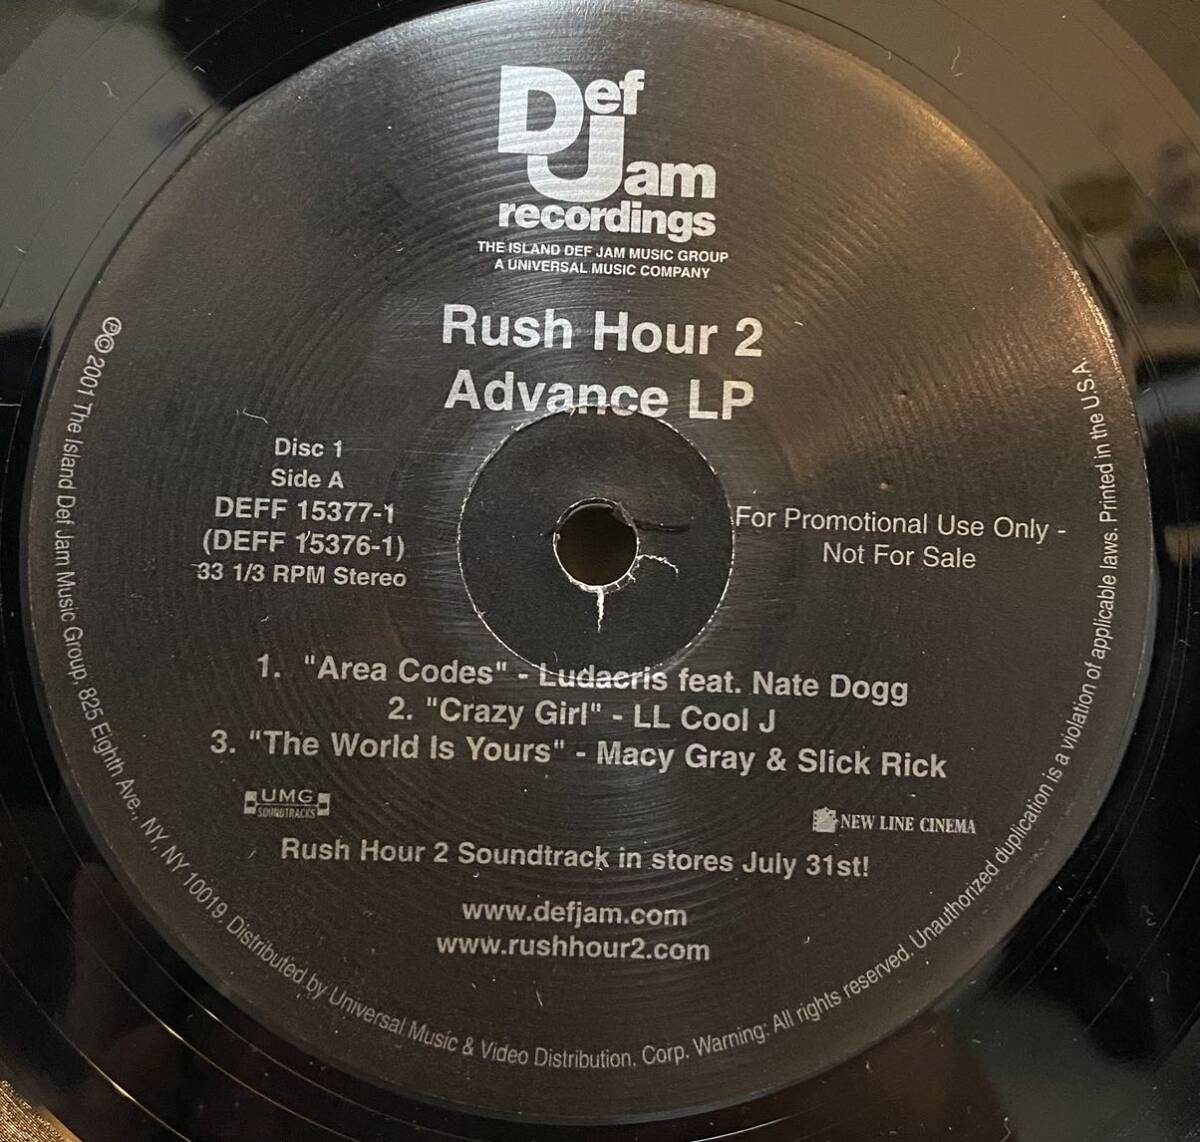 Def
Jam
recordings
THE ISLAND DEF JAM MUSIC GROUP
A UNIVERSAL MUSIC COMPANY
Rush Hour 2
Advance LP
Disc 1
Side A
DEFF 15377-1
(DEFF 15376-1)
33 1/3 RPM Stereo
For Promotional Use Only -
Not For Sale
1. "Area Codes" - Ludacris feat. Nate Dogg
2. "Crazy Girl" - LL Cool J
3. "The World Is Yours" - Macy Gray & Slick Rick
UMG
SOUNDTRACKS
NEW LINE CINEMA
Rush Hour 2 Soundtrack in stores July 31st!
www.defjam.com
www.rushhour2.com
℗© 2001 The Island Def Jam Music Group, 825 Eighth Ave., NY, NY 10019. Distributed by Universal Music & Video Distribution, Corp. Warning: All rights reserved. Unauthorized duplication is a violation of applicable laws. Printed in the U.S.A.